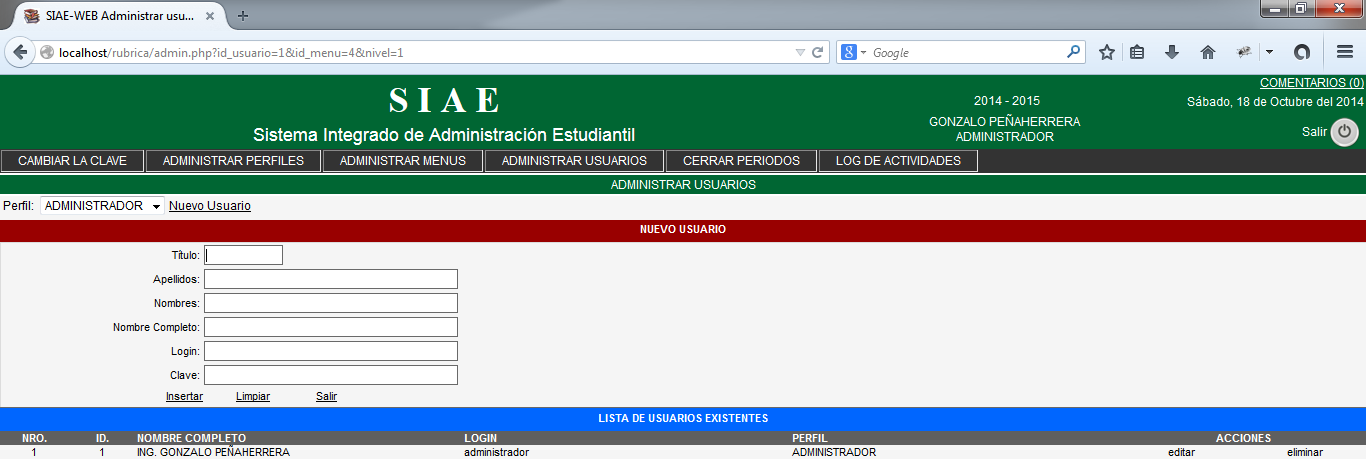 SIAE-WEB Administrar usu...
localhost/rubrica/admin.php?id_usuario=1&id_menu=4&nivel=1
Google
COMENTARIOS (0)
SIAE
2014 - 2015
Sábado, 18 de Octubre del 2014
Sistema Integrado de Administración Estudiantil
GONZALO PEÑAHERRERA
ADMINISTRADOR
Salir
CAMBIAR LA CLAVE ADMINISTRAR PERFILES ADMINISTRAR MENUS ADMINISTRAR USUARIOS CERRAR PERIODOS LOG DE ACTIVIDADES
ADMINISTRAR USUARIOS
Perfil: ADMINISTRADOR Nuevo Usuario
NUEVO USUARIO
Título:
Apellidos:
Nombres:
Nombre Completo:
Login:
Clave:
Insertar Limpiar Salir
LISTA DE USUARIOS EXISTENTES
NRO. ID. NOMBRE COMPLETO LOGIN PERFIL ACCIONES
1 1 ING. GONZALO PEÑAHERRERA administrador ADMINISTRADOR editar eliminar